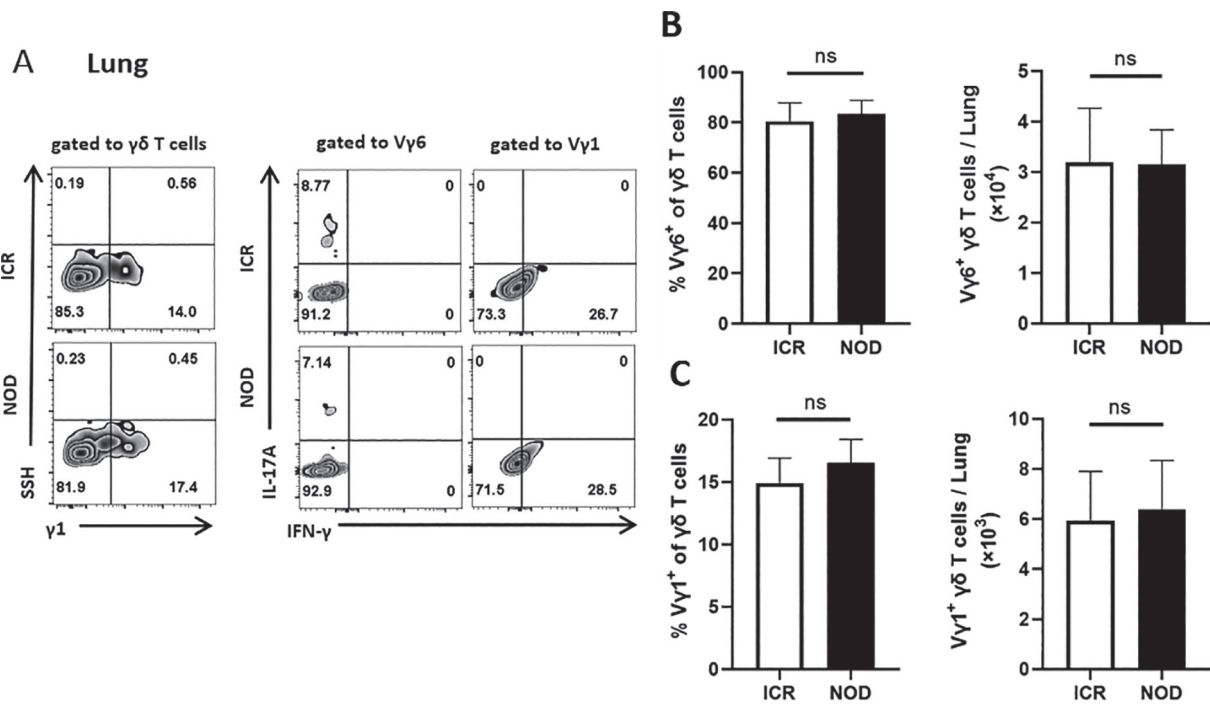 A Lung
gated to γδ T cells
ICR
0.19 0.56
85.3 14.0
NOD
0.23 0.45
81.9 17.4
SSH
γ1
gated to Vγ6 gated to Vγ1
ICR
8.77 0 0 0
91.2 0 73.3 26.7
NOD
7.14 0 0 0
92.9 0 71.5 28.5
IL-17A
IFN-γ
B
% Vγ6+ of γδ T cells
100
80
60
40
20
0
ns
ICR NOD
Vγ6+ γδ T cells / Lung
(×10⁴)
5
4
3
2
1
0
ns
ICR NOD
C
% Vγ1+ of γδ T cells
20
15
10
5
0
ns
ICR NOD
Vγ1+ γδ T cells / Lung
(×10³)
10
8
6
4
2
0
ns
ICR NOD